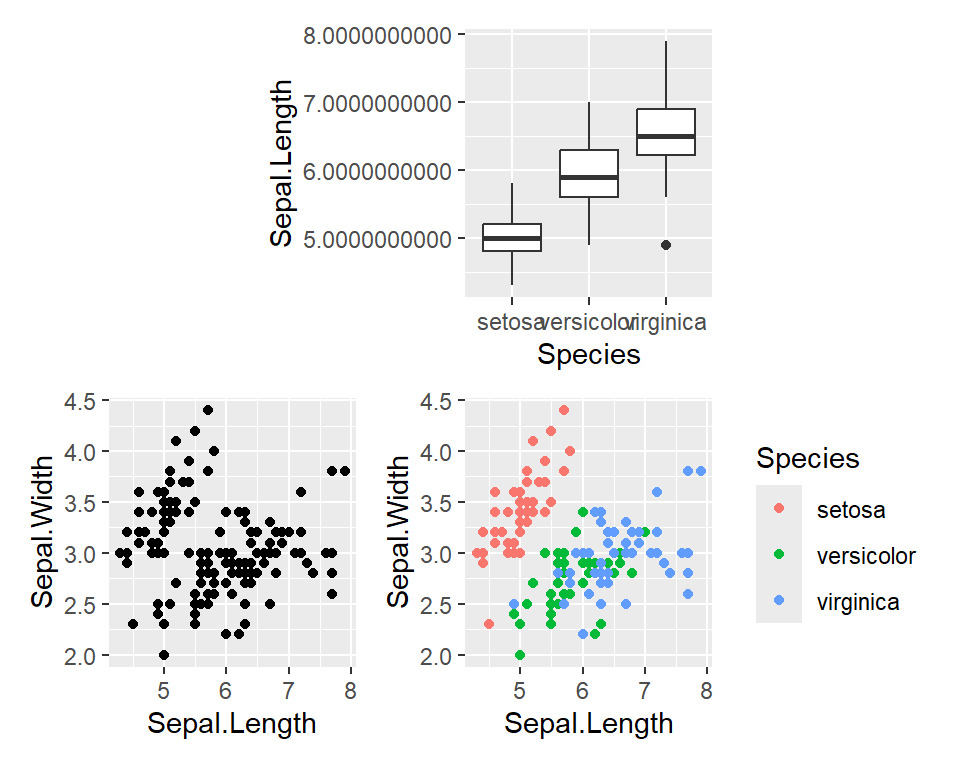 8.0000000000
7.0000000000
6.0000000000
5.0000000000
Sepal.Length
setosa versicolor virginica
Species
4.5
4.0
3.5
3.0
2.5
2.0
Sepal.Width
5 6 7 8
Sepal.Length
4.5
4.0
3.5
3.0
2.5
2.0
Sepal.Width
5 6 7 8
Sepal.Length
Species
setosa
versicolor
virginica